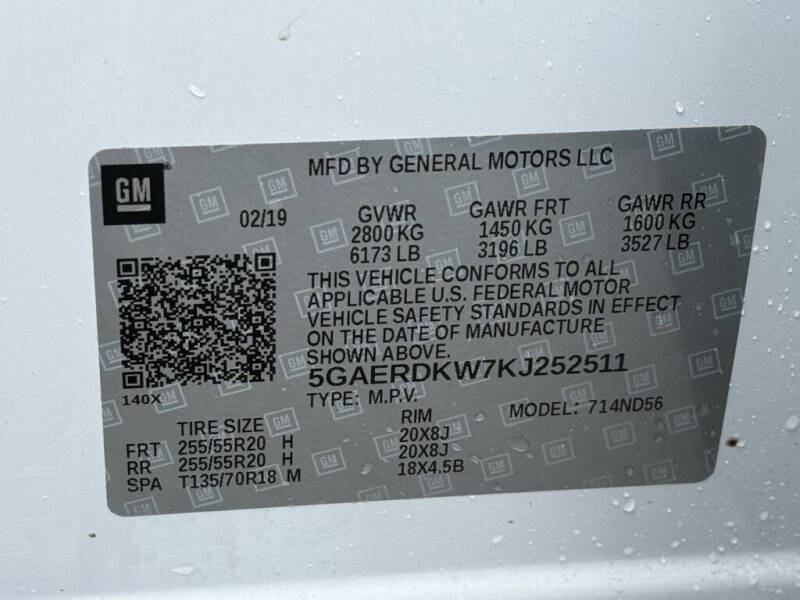 MFD BY GENERAL MOTORS LLC
GM
02/19
GVWR GAWR FRT GAWR RR
2800 KG 1450 KG 1600 KG
6173 LB 3196 LB 3527 LB
THIS VEHICLE CONFORMS TO ALL
APPLICABLE U.S. FEDERAL MOTOR
VEHICLE SAFETY STANDARDS IN EFFECT
ON THE DATE OF MANUFACTURE
SHOWN ABOVE.
5GAERDKW7KJ252511
140X
TYPE: M.P.V. MODEL: 714ND56
TIRE SIZE RIM
FRT 255/55R20 H 20X8J
RR 255/55R20 H 20X8J
SPA T135/70R18 M 18X4.5B